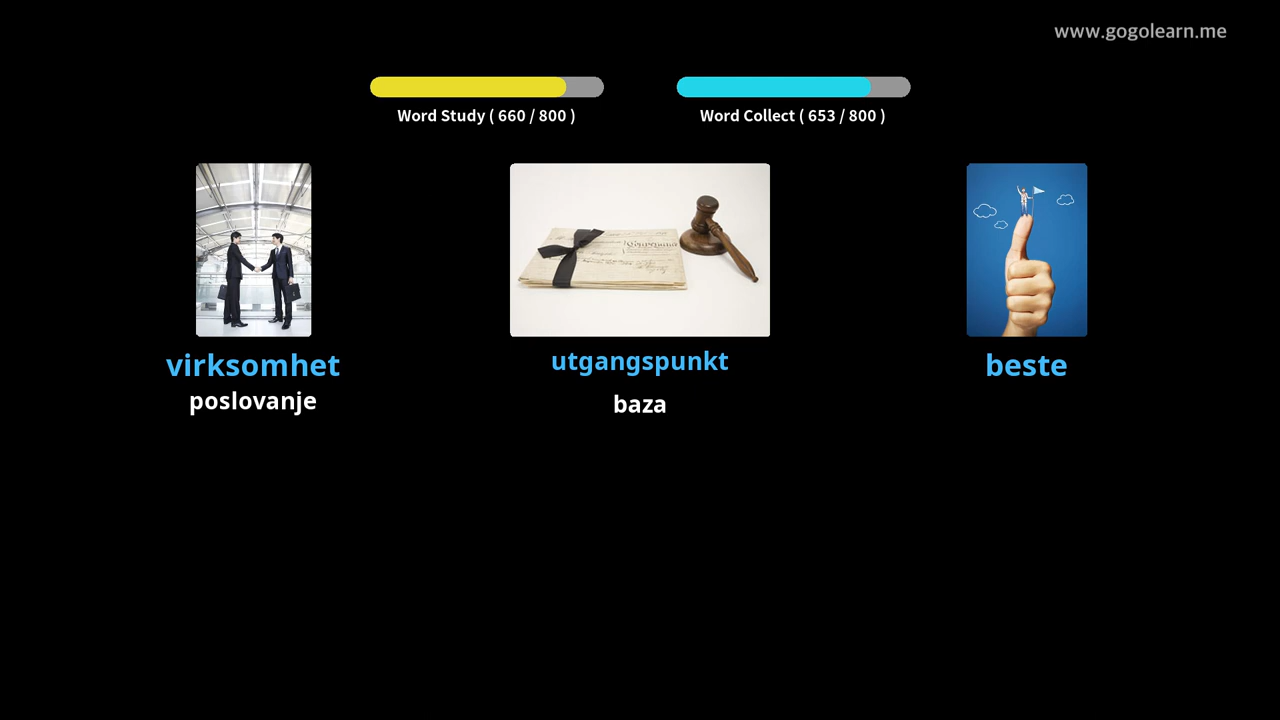 www.gogolearn.me
Word Study ( 660 / 800 )
Word Collect ( 653 / 800 )
virksomhet
poslovanje
utgangspunkt
baza
beste